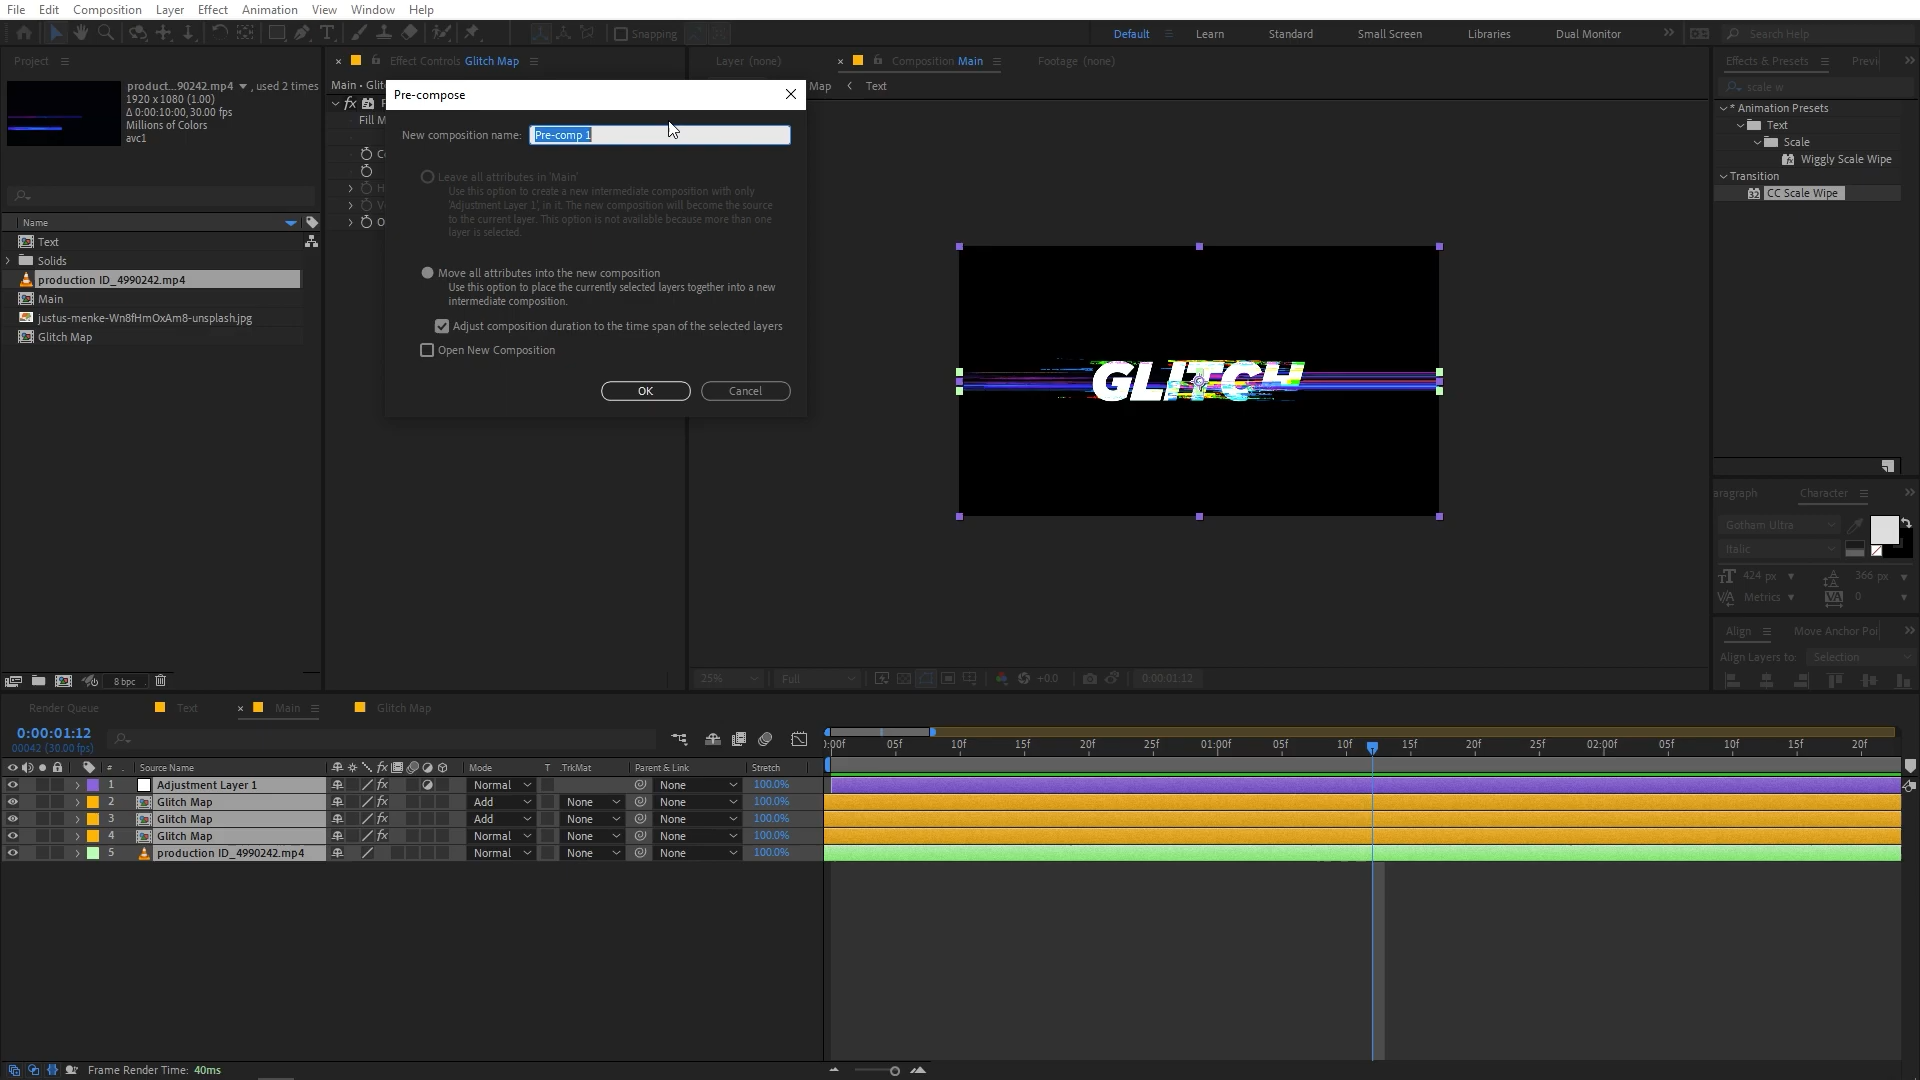 File Edit Composition Layer Effect Animation View Window Help
Snapping
Default Learn Standard Small Screen Libraries Dual Monitor Search Help
Project
product...90242.mp4 , used 2 times
1920 x 1080 (1.00)
Δ 0:00:10:00, 30.00 fps
Millions of Colors
avc1
Name
Text
Solids
production ID_4990242.mp4
Main
justus-menke-Wn8fHmOxAm8-unsplash.jpg
Glitch Map
8 bpc
Effect Controls Glitch Map
Main • Glit
Fill M
Pre-compose
New composition name: Pre-comp 1
Leave all attributes in 'Main'
Use this option to create a new intermediate composition with only
'Adjustment Layer 1', in it. The new composition will become the source
to the current layer. This option is not available because more than one
layer is selected.
Move all attributes into the new composition
Use this option to place the currently selected layers together into a new
intermediate composition.
Adjust composition duration to the time span of the selected layers
Open New Composition
OK Cancel
Layer (none) Composition Main Footage (none)
Map Text
GLITCH
25% Full +0.0 0:00:01:12
Effects & Presets Previ
scale w
* Animation Presets
Text
Scale
Wiggly Scale Wipe
Transition
CC Scale Wipe
aragraph Character
Gotham Ultra
Italic
424 px 366 px
Metrics 0
Align Move Anchor Poi
Align Layers to: Selection
Render Queue Text Main Glitch Map
0:00:01:12
00042 (30.00 fps)
# Source Name Mode T .TrkMat Parent & Link Stretch
):00f 05f 10f 15f 20f 25f 01:00f 05f 10f 15f 20f 25f 02:00f 05f 10f 15f 20f
1 Adjustment Layer 1 Normal None 100.0%
2 Glitch Map Add None None 100.0%
3 Glitch Map Add None None 100.0%
4 Glitch Map Normal None None 100.0%
5 production ID_4990242.mp4 Normal None None 100.0%
Frame Render Time: 40ms